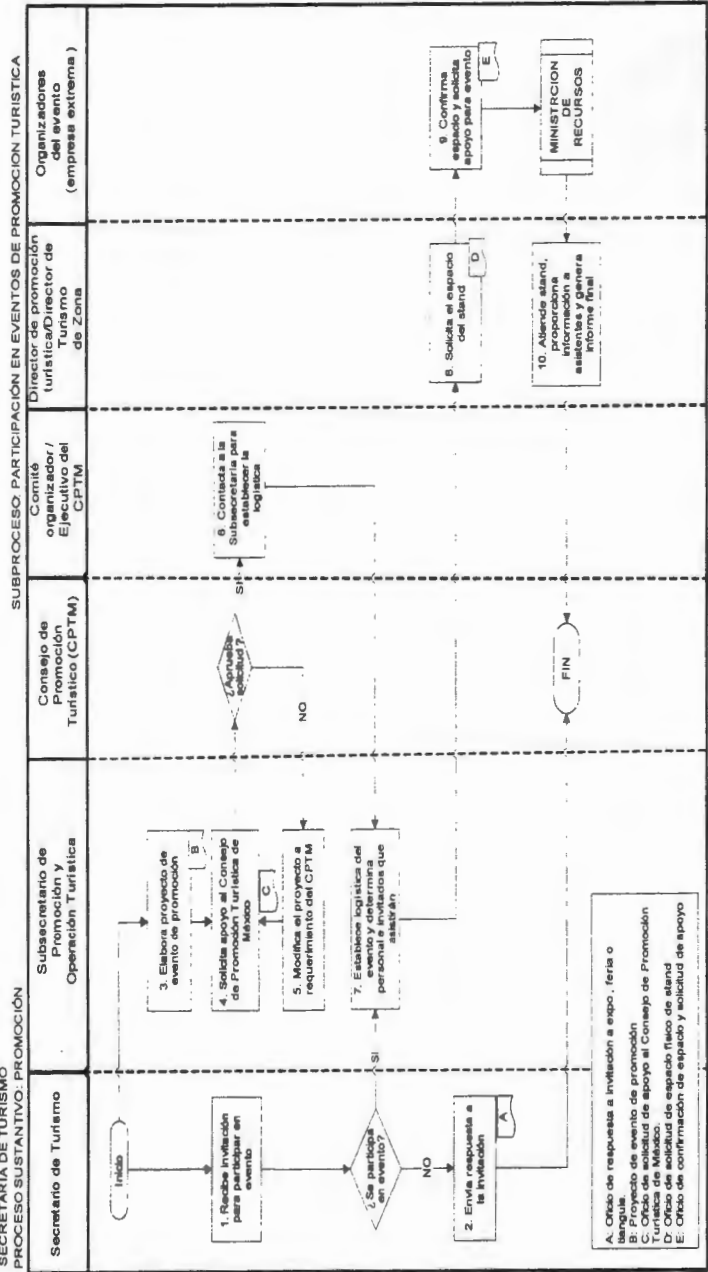 SECRETARIA DE TURISMO
PROCESO SUSTANTIVO: PROMOCIÓN
SUBPROCESO: PARTICIPACIÓN EN EVENTOS DE PROMOCION TURISTICA
Secretario de Turismo
Subsecretario de
Promoción y
Operación Turística
Consejo de
Promoción
Turístico (CPTM)
Comité
organizador /
Ejecutivo del
CPTM
Director de promoción
turística/Director de
Turismo
de Zona
Organizadores
del evento
(empresa extrema )
Inicio
1. Recibe invitación
para participar en
evento
¿Se participa
en evento?
SI
NO
2. Envía respuesta a
la invitación
A
3. Elabora proyecto de
evento de promoción
B
4. Solicita apoyo al Consejo
de Promoción Turística de
México
C
5. Modifica el proyecto a
requerimiento del CPTM
7. Establece logística del
evento y determina
personal e invitados que
asistirán
¿Aprueba
solicitud?
SI
NO
6. Contacta a la
Subsecretaría para
establecer la
logística
8. Solicita el espacio
del stand
D
9. Confirma
espacio y solicita
apoyo para evento
E
MINISTRCION
DE
RECURSOS
10. Atiende stand,
proporciona
información a
asistentes y genera
informe final
FIN
A: Oficio de respuesta a invitación a expo, feria o
tianguis.
B: Proyecto de evento de promoción
C: Oficio de solicitud de apoyo al Consejo de Promoción
Turística de México.
D: Oficio de solicitud de espacio físico de stand
E: Oficio de confirmación de espacio y solicitud de apoyo